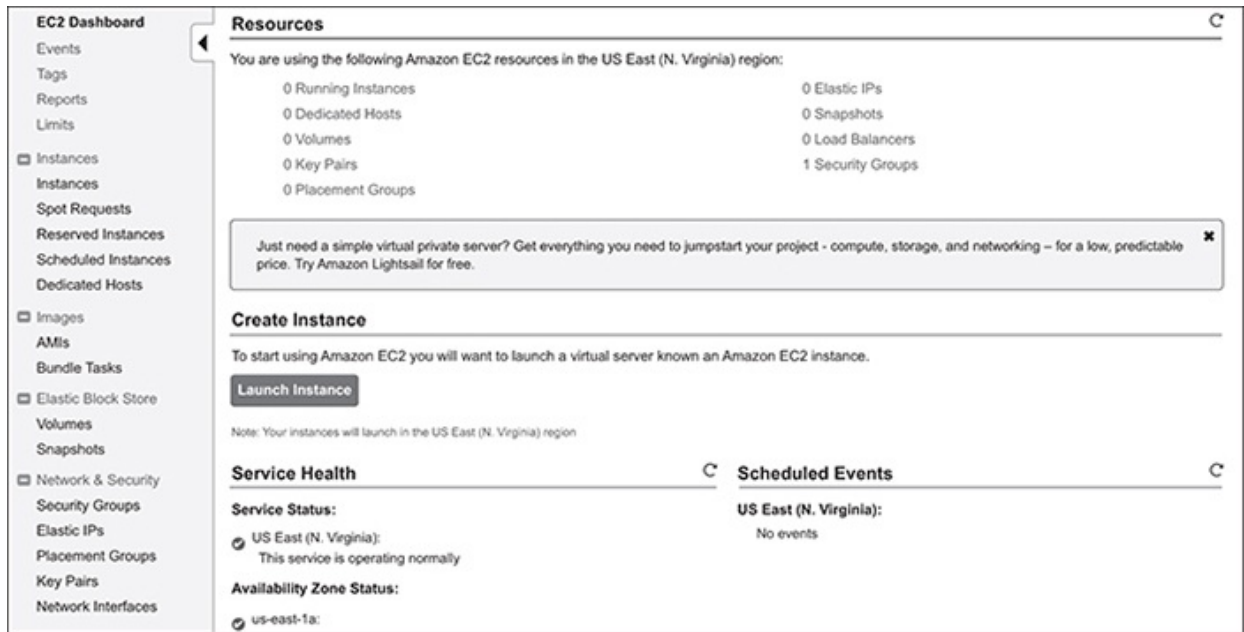 EC2 Dashboard
Events
Tags
Reports
Limits
Instances
Instances
Spot Requests
Reserved Instances
Scheduled Instances
Dedicated Hosts
Images
AMIs
Bundle Tasks
Elastic Block Store
Volumes
Snapshots
Network & Security
Security Groups
Elastic IPs
Placement Groups
Key Pairs
Network Interfaces
Resources
You are using the following Amazon EC2 resources in the US East (N. Virginia) region:
0 Running Instances
0 Dedicated Hosts
0 Volumes
0 Key Pairs
0 Placement Groups
0 Elastic IPs
0 Snapshots
0 Load Balancers
1 Security Groups
Just need a simple virtual private server? Get everything you need to jumpstart your project - compute, storage, and networking – for a low, predictable
price. Try Amazon Lightsail for free.
Create Instance
To start using Amazon EC2 you will want to launch a virtual server known an Amazon EC2 instance.
Launch Instance
Note: Your instances will launch in the US East (N. Virginia) region
Service Health
Service Status:
US East (N. Virginia):
This service is operating normally
Availability Zone Status:
us-east-1a:
Scheduled Events
US East (N. Virginia):
No events